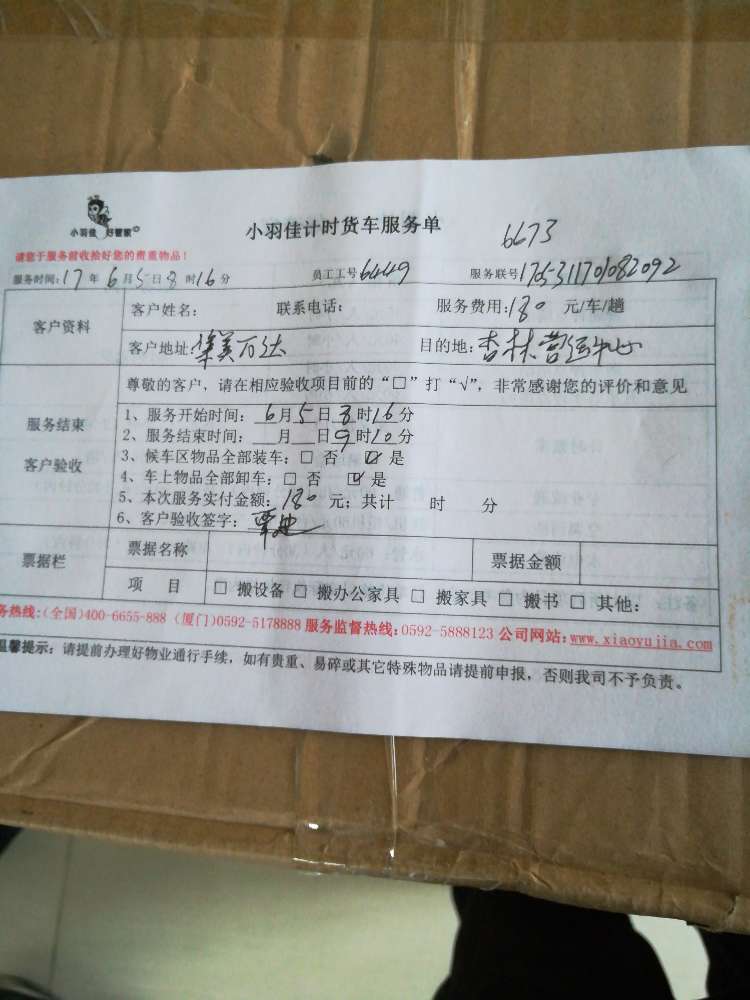 小羽佳 好管家
小羽佳计时货车服务单
6673
请您于服务前收拾好您的贵重物品!
服务时间:17年6月5日8时16分 员工工号6449 服务联号
客户资料
客户姓名: 联系电话: 服务费用:180 元/车/趟
客户地址:集美万达 目的地:杏林营运中心
服务结束
客户验收
尊敬的客户,请在相应验收项目前的“□”打“√”,非常感谢您的评价和意见
1、服务开始时间:6月5日8时16分
2、服务结束时间: 月 日9时10分
3、候车区物品全部装车:□ 否 ☑ 是
4、车上物品全部卸车:□ 否 ☑ 是
5、本次服务实付金额:180元;共计 时 分
6、客户验收签字:
票据栏
票据名称 票据金额
项 目 □ 搬设备 □ 搬办公家具 □ 搬家具 □ 搬书 □ 其他:
务热线:(全国)400-6655-888 (厦门)0592-5178888 服务监督热线:0592-5888123 公司网站:www.xiaoyujia.com
温馨提示:请提前办理好物业通行手续,如有贵重、易碎或其它特殊物品请提前申报,否则我司不予负责。